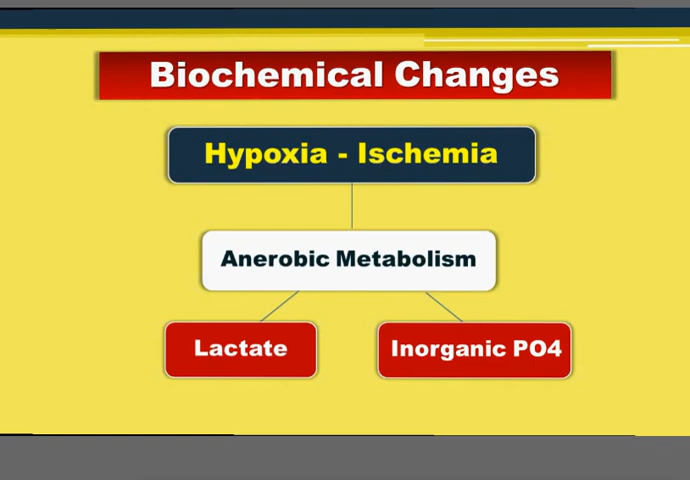 Biochemical Changes
Hypoxia - Ischemia
Anerobic Metabolism
Lactate
Inorganic PO4